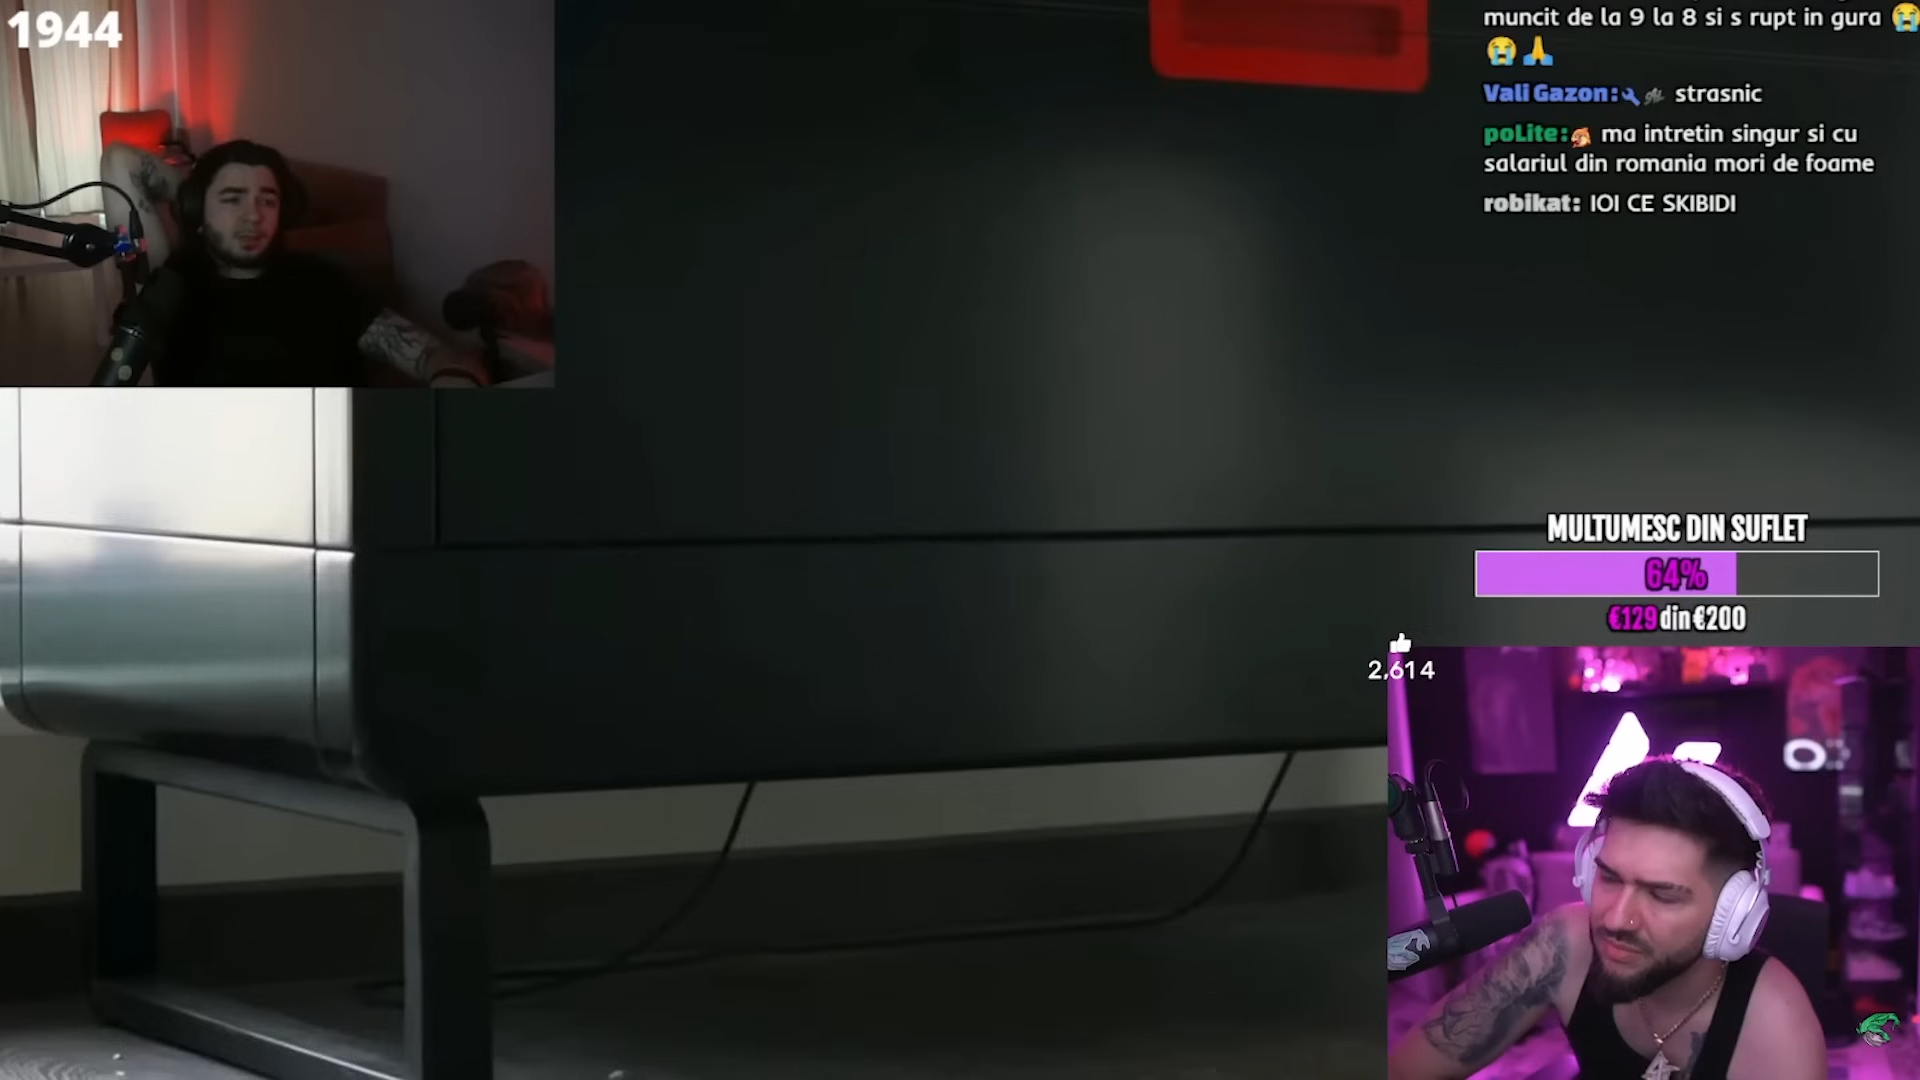 1944
muncit de la 9 la 8 si s rupt in gura 😭
😭🙏
Vali Gazon: strasnic
poLite: ma intretin singur si cu
salariul din romania mori de foame
robikat: IOI CE SKIBIDI
MULTUMESC DIN SUFLET
64%
€129 din €200
2,614